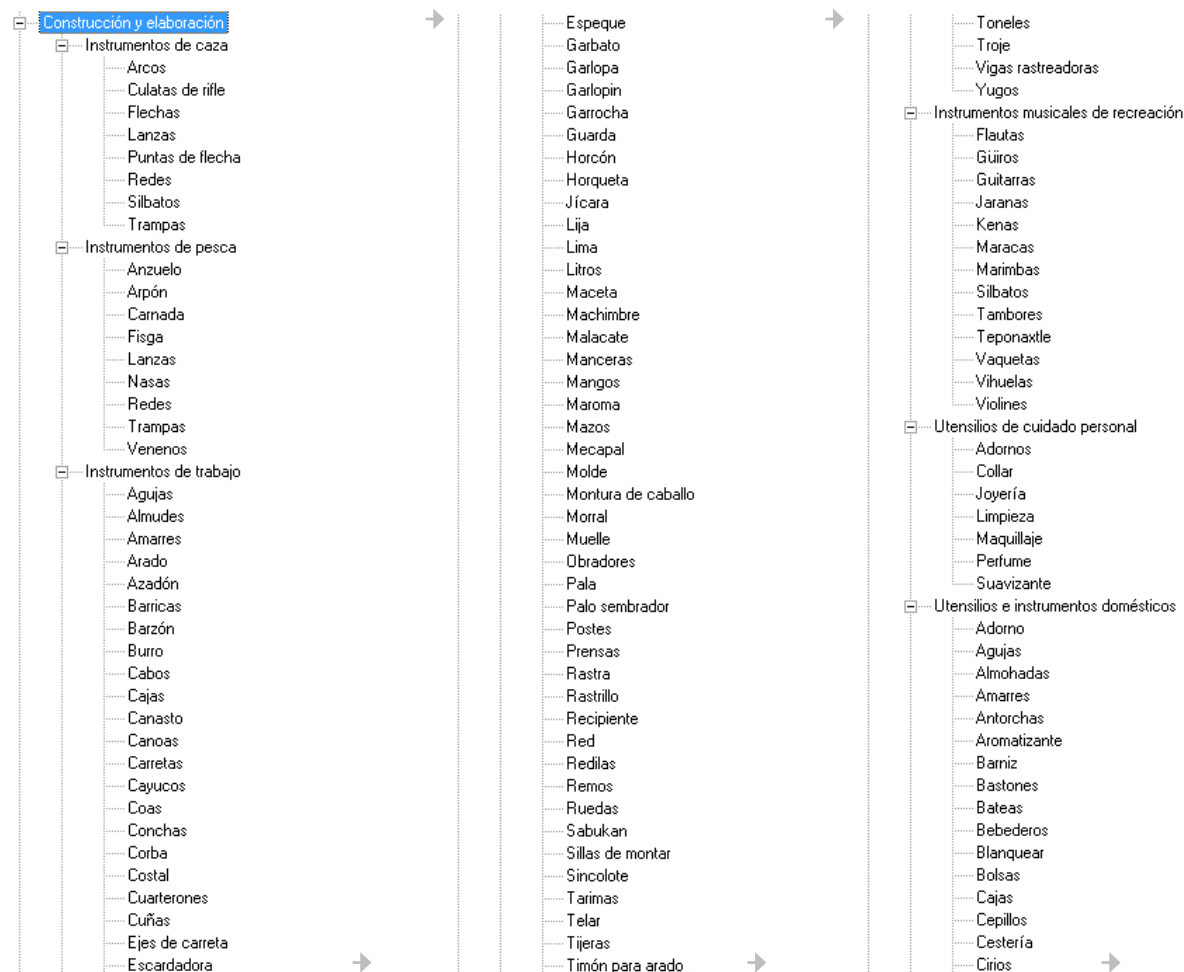 Construcción y elaboración
Instrumentos de caza
Arcos
Culatas de rifle
Flechas
Lanzas
Puntas de flecha
Redes
Silbatos
Trampas
Instrumentos de pesca
Anzuelo
Arpón
Carnada
Fisga
Lanzas
Nasas
Redes
Trampas
Venenos
Instrumentos de trabajo
Agujas
Almudes
Amarres
Arado
Azadón
Barricas
Barzón
Burro
Cabos
Cajas
Canasto
Canoas
Carretas
Cayucos
Coas
Conchas
Corba
Costal
Cuarterones
Cuñas
Ejes de carreta
Escardadora
Espeque
Garbato
Garlopa
Garlopin
Garrocha
Guarda
Horcón
Horqueta
Jícara
Lija
Lima
Litros
Maceta
Machimbre
Malacate
Manceras
Mangos
Maroma
Mazos
Mecapal
Molde
Montura de caballo
Morral
Muelle
Obradores
Pala
Palo sembrador
Postes
Prensas
Rastra
Rastrillo
Recipiente
Red
Redilas
Remos
Ruedas
Sabukan
Sillas de montar
Sincolote
Tarimas
Telar
Tijeras
Timón para arado
Toneles
Troje
Vigas rastreadoras
Yugos
Instrumentos musicales de recreación
Flautas
Güiros
Guitarras
Jaranas
Kenas
Maracas
Marimbas
Silbatos
Tambores
Teponaxtle
Vaquetas
Vihuelas
Violines
Utensilios de cuidado personal
Adornos
Collar
Joyería
Limpieza
Maquillaje
Perfume
Suavizante
Utensilios e instrumentos domésticos
Adorno
Agujas
Almohadas
Amarres
Antorchas
Aromatizante
Barniz
Bastones
Bateas
Bebederos
Blanquear
Bolsas
Cajas
Cepillos
Cestería
Cirios